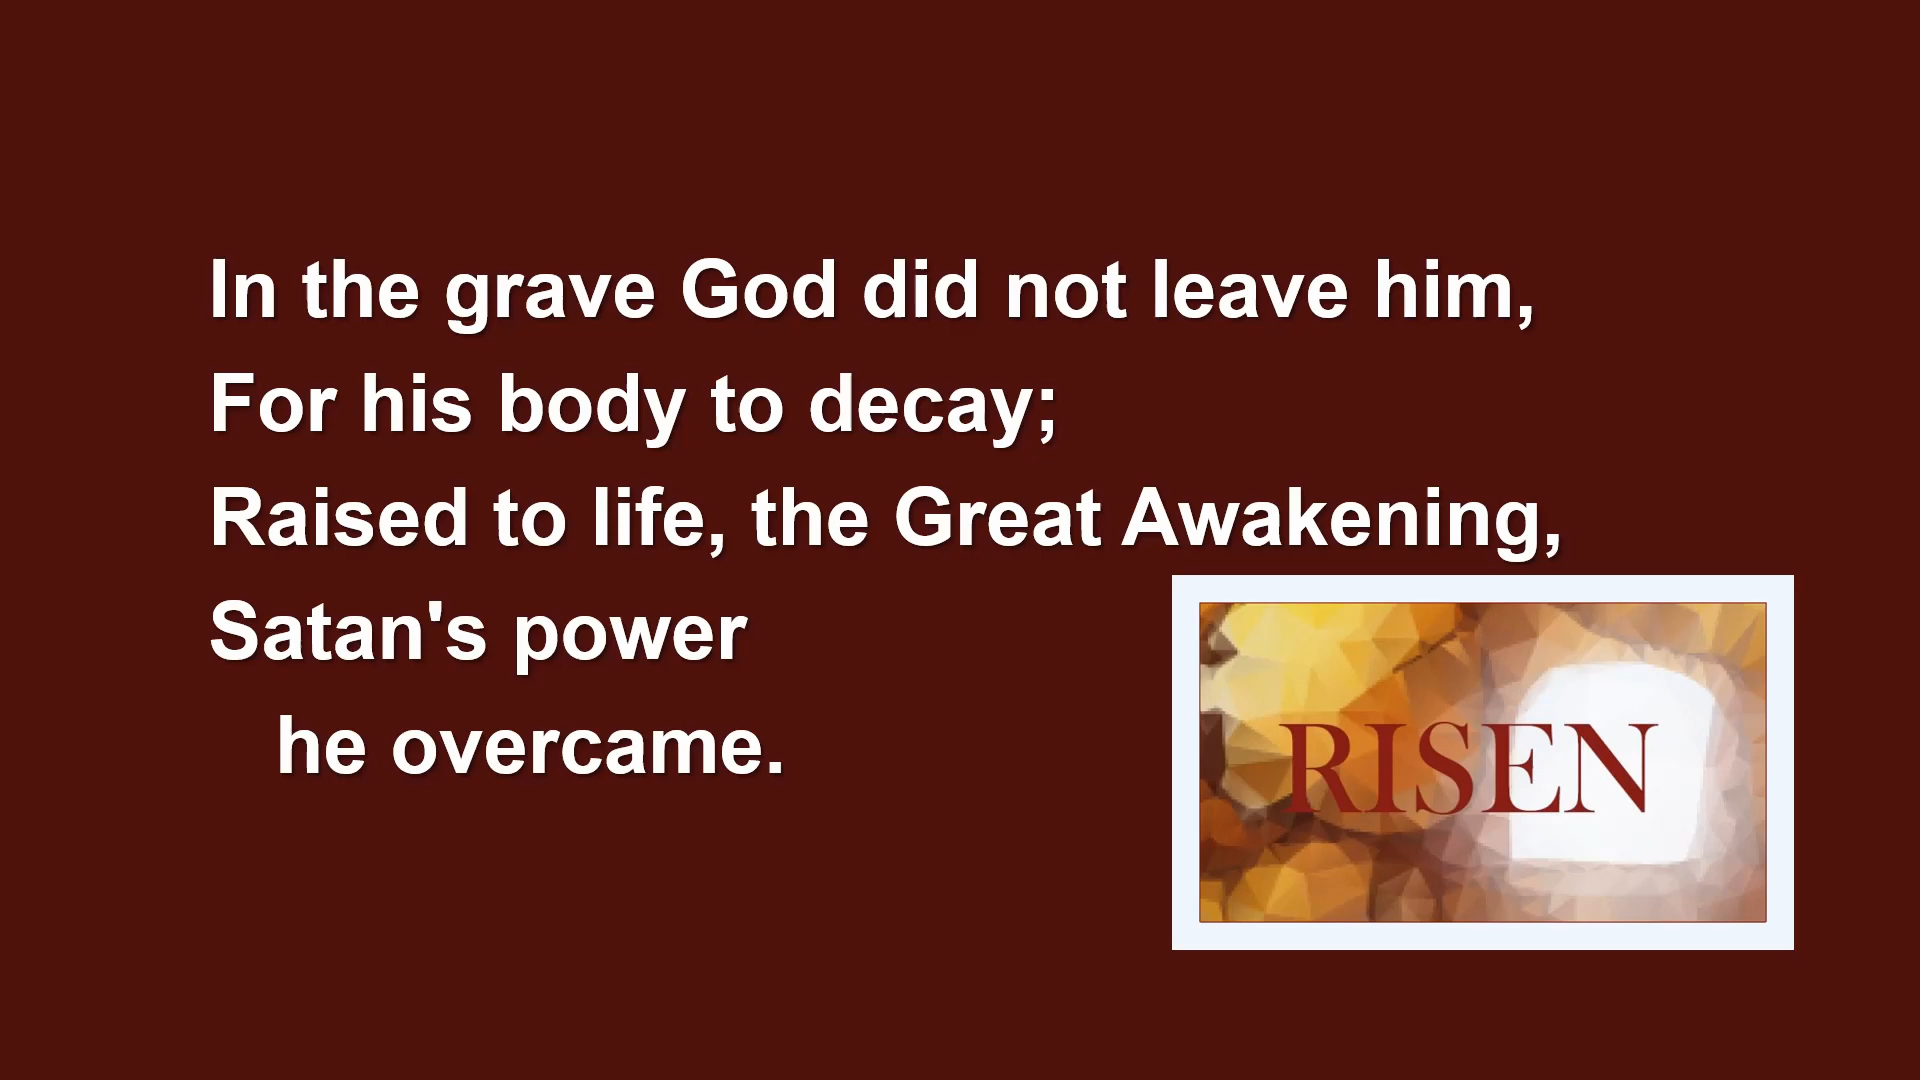 In the grave God did not leave him,
For his body to decay;
Raised to life, the Great Awakening,
Satan's power
he overcame.
RISEN